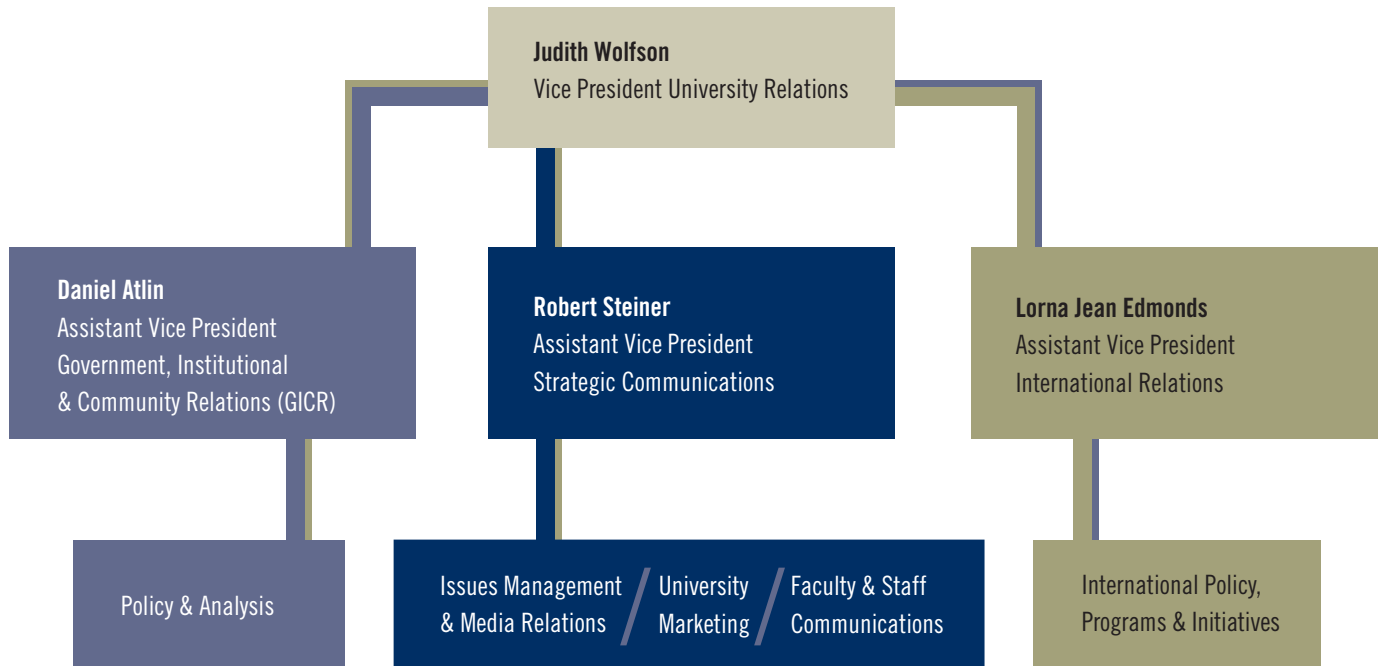 Judith Wolfson
Vice President University Relations
Daniel Atlin
Assistant Vice President
Government, Institutional
& Community Relations (GICR)
Robert Steiner
Assistant Vice President
Strategic Communications
Lorna Jean Edmonds
Assistant Vice President
International Relations
Policy & Analysis
Issues Management
& Media Relations
University
Marketing
Faculty & Staff
Communications
International Policy,
Programs & Initiatives